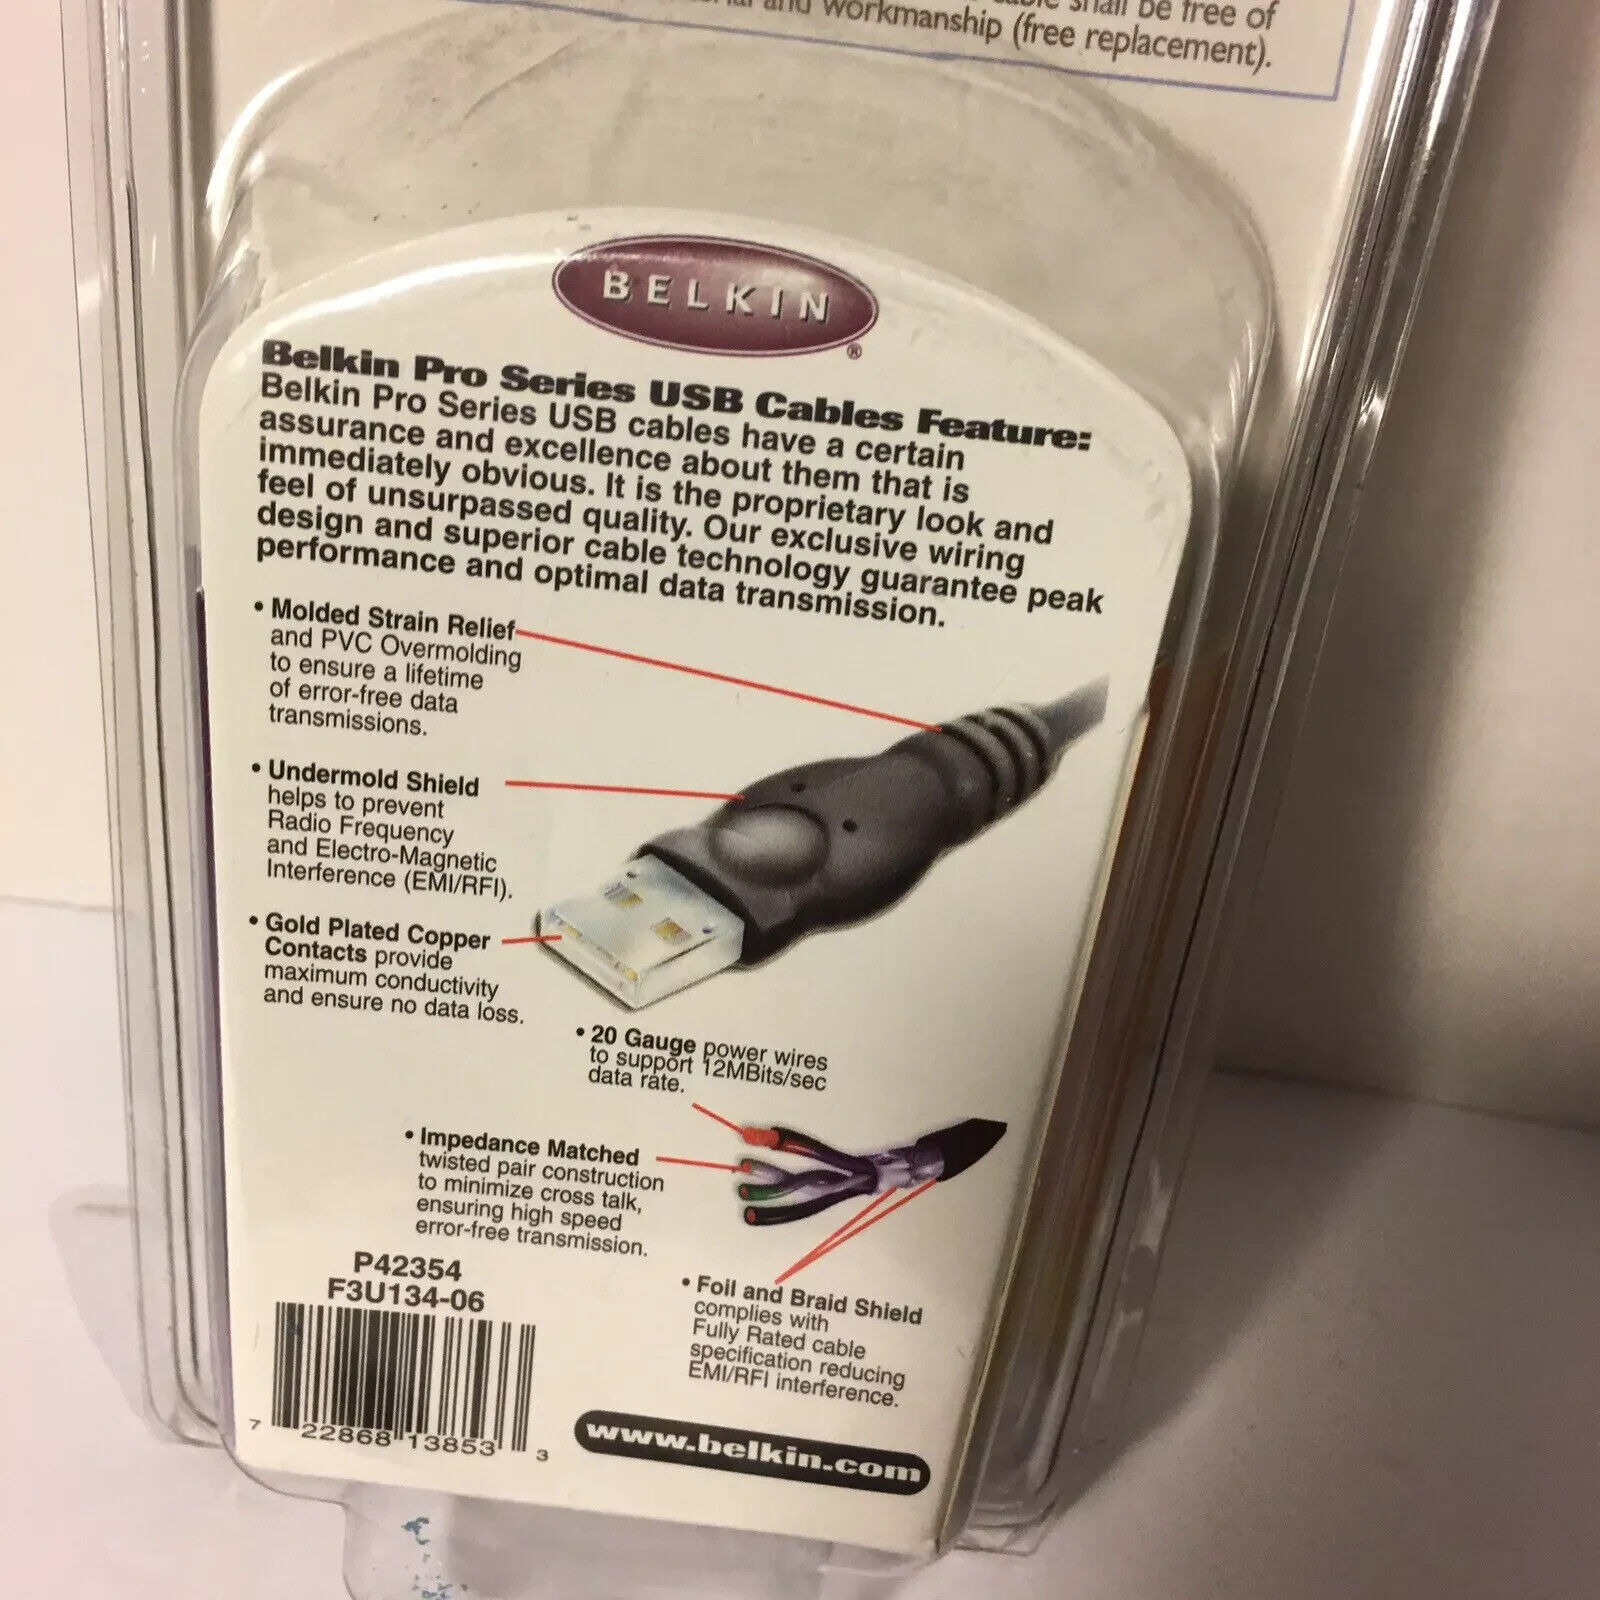 shall be free of
and workmanship (free replacement).
BELKIN
®
Belkin Pro Series USB Cables Feature:
Belkin Pro Series USB cables have a certain
assurance and excellence about them that is
immediately obvious. It is the proprietary look and
feel of unsurpassed quality. Our exclusive wiring
design and superior cable technology guarantee peak
performance and optimal data transmission.
• Molded Strain Relief
and PVC Overmolding
to ensure a lifetime
of error-free data
transmissions.
• Undermold Shield
helps to prevent
Radio Frequency
and Electro-Magnetic
Interference (EMI/RFI).
• Gold Plated Copper
Contacts provide
maximum conductivity
and ensure no data loss.
• 20 Gauge power wires
to support 12MBits/sec
data rate.
• Impedance Matched
twisted pair construction
to minimize cross talk,
ensuring high speed
error-free transmission.
• Foil and Braid Shield
complies with
Fully Rated cable
specification reducing
EMI/RFI interference.
P42354
F3U134-06
7 22868 13853 3
www.belkin.com